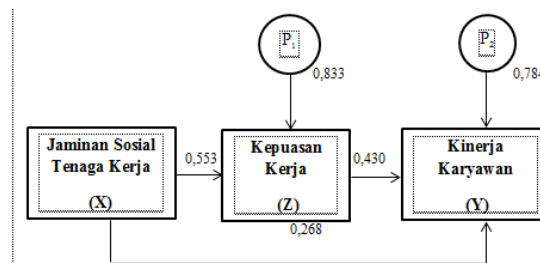 P1
P2
0,833
0,784
Jaminan Sosial
Tenaga Kerja
(X)
0,553
Kepuasan
Kerja
(Z)
0,430
Kinerja
Karyawan
(Y)
0,268